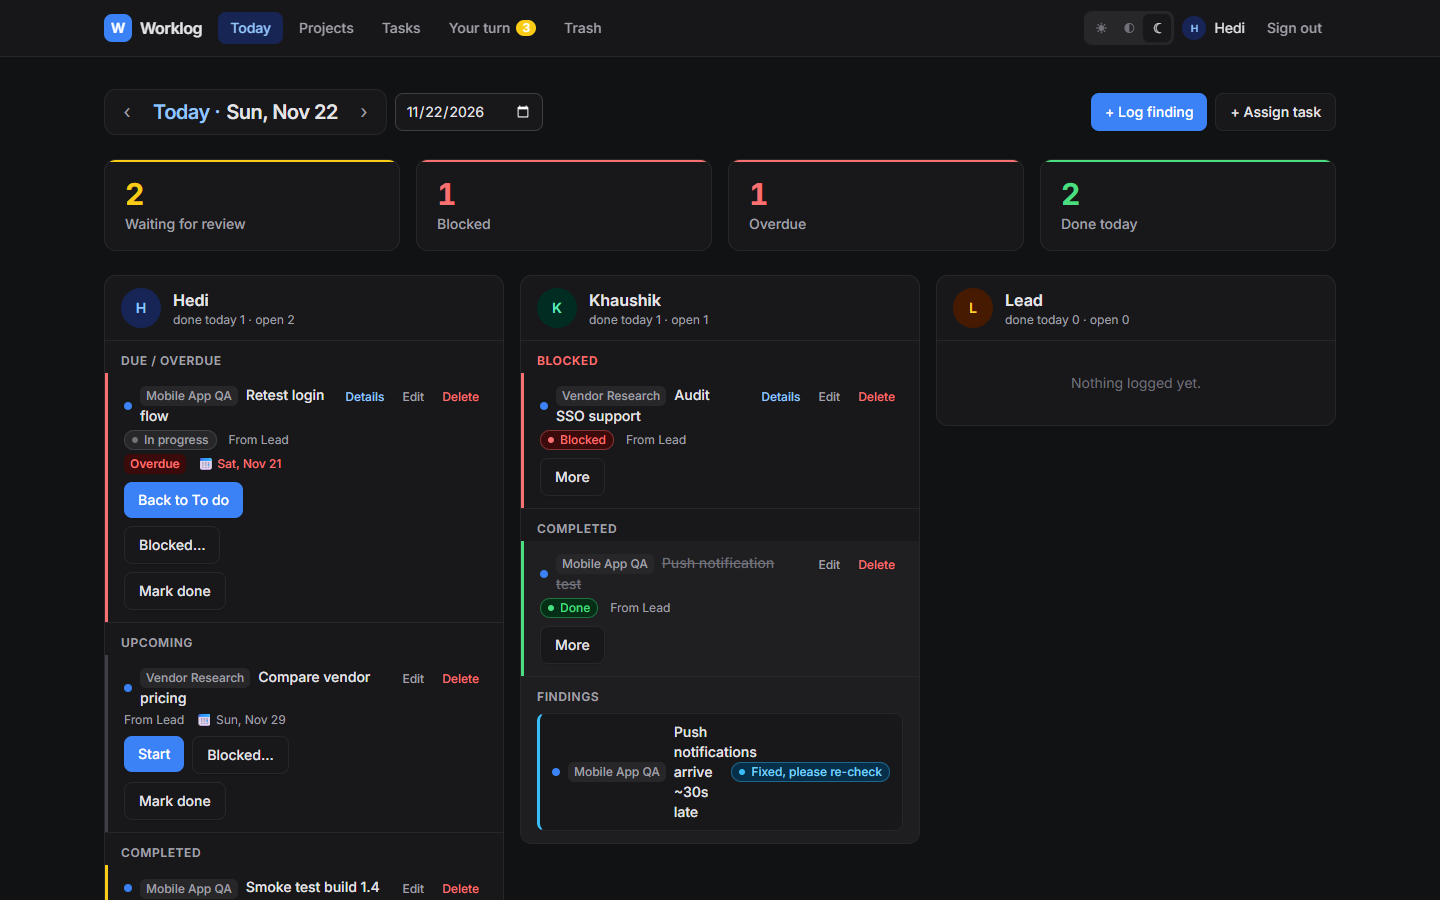 W Worklog Today Projects Tasks Your turn 3 Trash H Hedi Sign out
‹ Today · Sun, Nov 22 › 11/22/2026 + Log finding + Assign task
2
Waiting for review
1
Blocked
1
Overdue
2
Done today
H Hedi
done today 1 · open 2
DUE / OVERDUE
Mobile App QA Retest login flow Details Edit Delete
In progress From Lead
Overdue Sat, Nov 21
Back to To do
Blocked...
Mark done
UPCOMING
Vendor Research Compare vendor pricing Edit Delete
From Lead Sun, Nov 29
Start Blocked...
Mark done
COMPLETED
Mobile App QA Smoke test build 1.4 Edit Delete
K Khaushik
done today 1 · open 1
BLOCKED
Vendor Research Audit SSO support Details Edit Delete
Blocked From Lead
More
COMPLETED
Mobile App QA Push notification test Edit Delete
Done From Lead
More
FINDINGS
Mobile App QA Push notifications arrive ~30s late Fixed, please re-check
L Lead
done today 0 · open 0
Nothing logged yet.